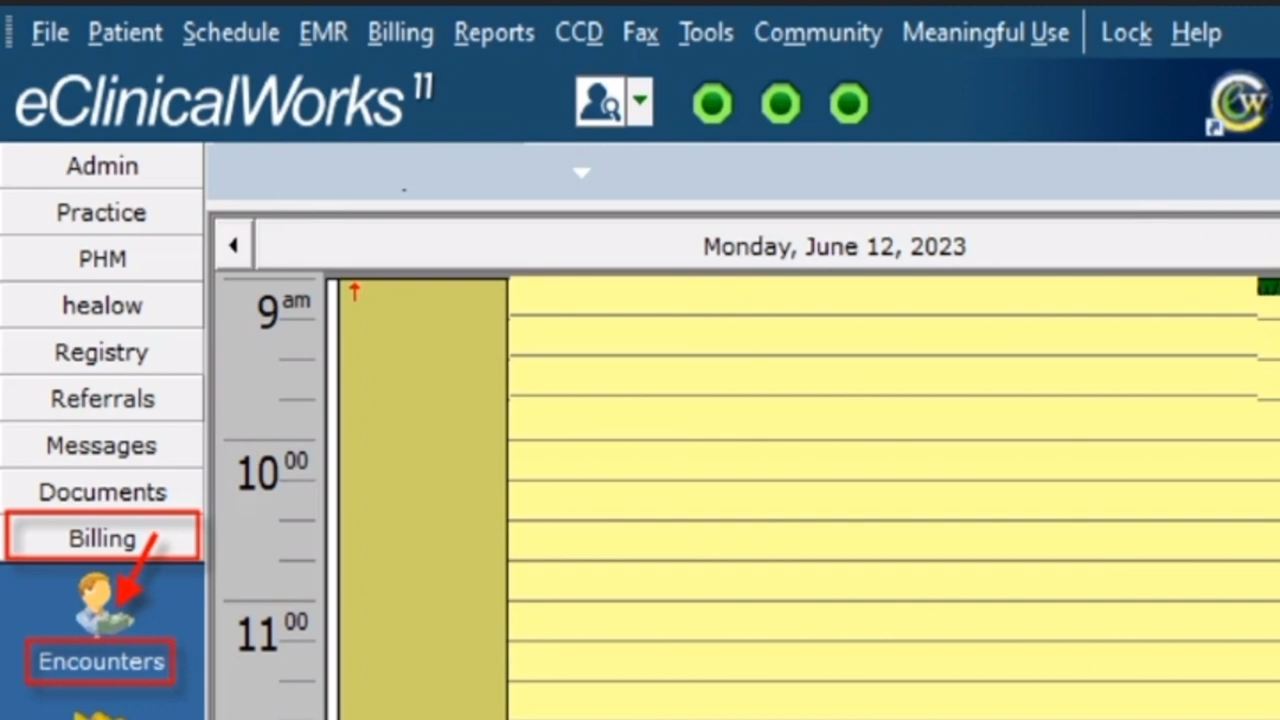 File Patient Schedule EMR Billing Reports CCD Fax Tools Community Meaningful Use Lock Help
eClinicalWorks 11
Admin
Practice
PHM
healow
Registry
Referrals
Messages
Documents
Billing
Encounters
Monday, June 12, 2023
9 am
10 00
11 00